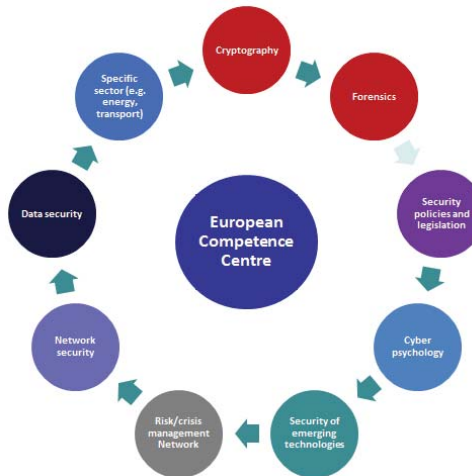 Cryptography
Forensics
Security
policies and
legislation
Cyber
psychology
Security of
emerging
technologies
Risk/crisis
management
Network
Network
security
Data security
Specific
sector (e.g.
energy,
transport)
European
Competence
Centre